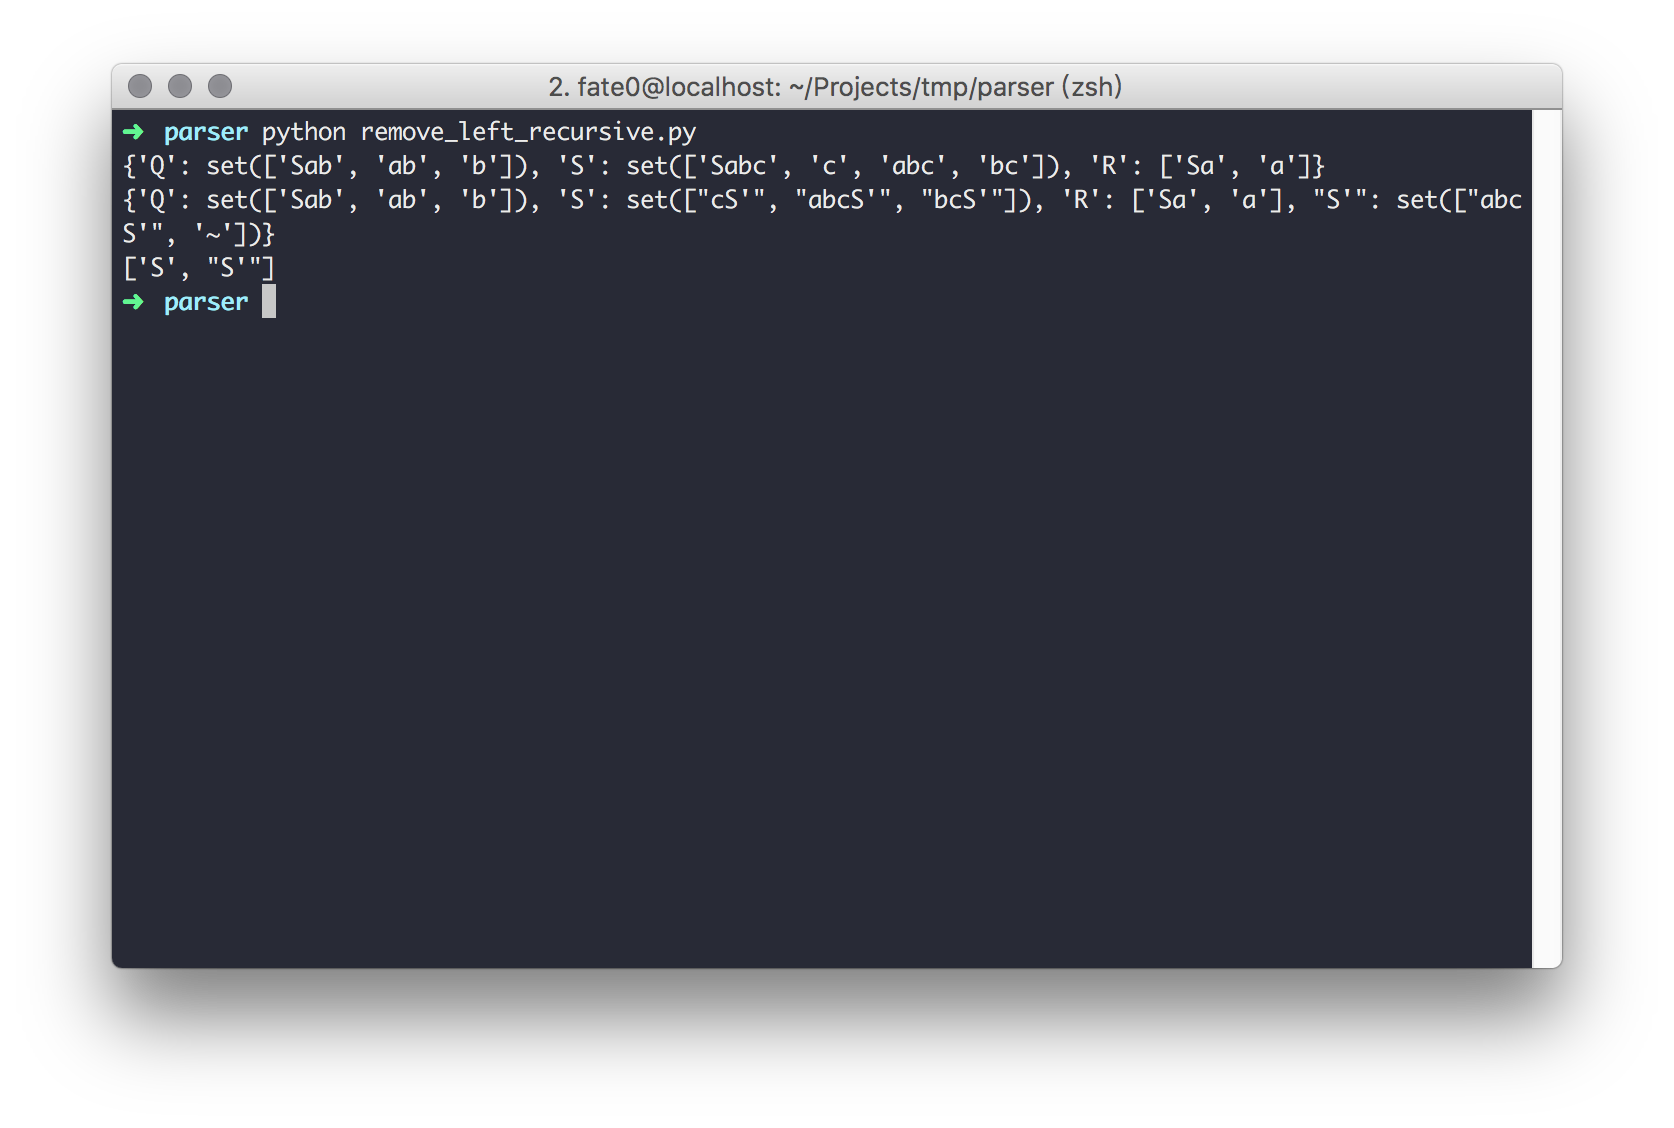 2. fate0@localhost: ~/Projects/tmp/parser (zsh)
➜ parser python remove_left_recursive.py
{'Q': set(['Sab', 'ab', 'b']), 'S': set(['Sabc', 'c', 'abc', 'bc']), 'R': ['Sa', 'a']}
{'Q': set(['Sab', 'ab', 'b']), 'S': set(["cS'", "abcS'", "bcS'"]), 'R': ['Sa', 'a'], "S'": set(["abc
S'", '~'])}
['S', "S'"]
➜ parser